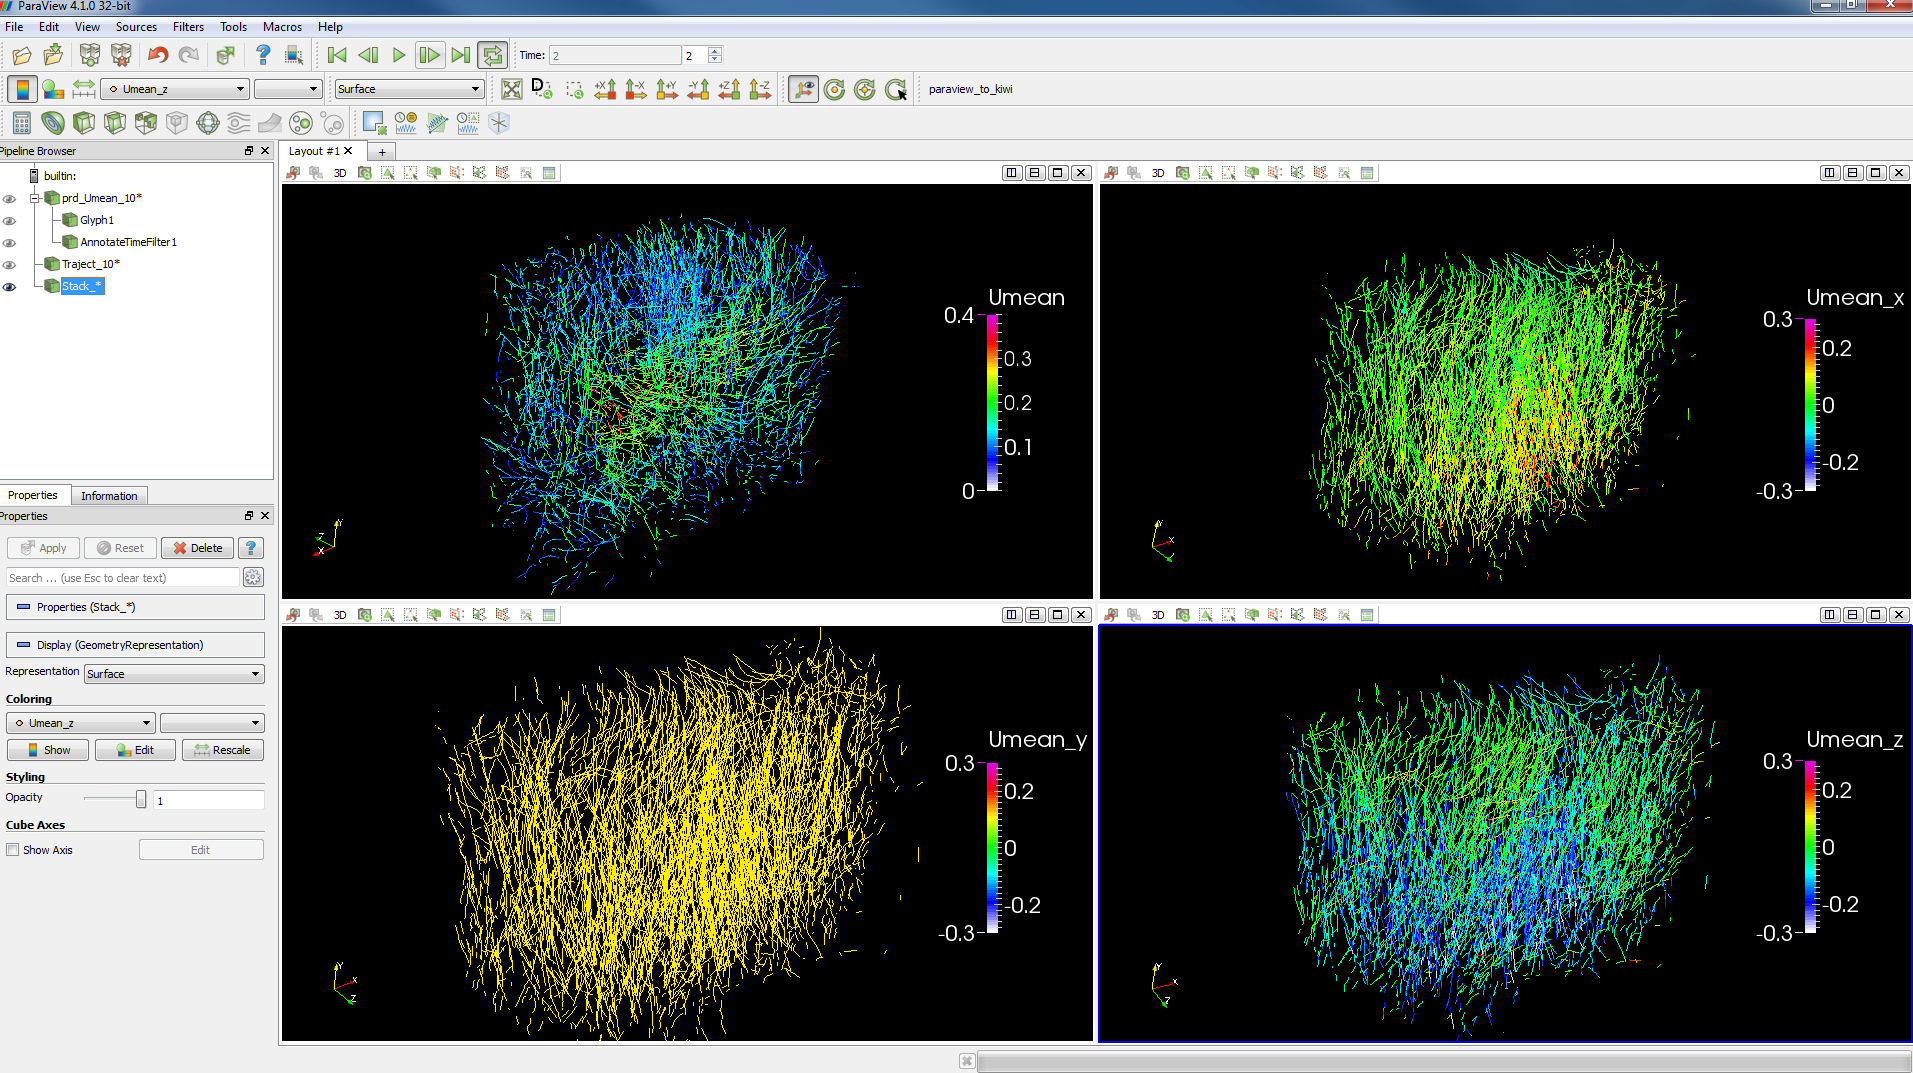 ParaView 4.1.0 32-bit
File Edit View Sources Filters Tools Macros Help
Time: 2 2
Umean_z Surface paraview_to_kiwi
Pipeline Browser
Layout #1
+
builtin:
prd_Umean_10*
Glyph1
AnnotateTimeFilter1
Traject_10*
Stack_*
Properties Information
Properties
Apply Reset Delete ?
Search ... (use Esc to clear text)
Properties (Stack_*)
Display (GeometryRepresentation)
Representation Surface
Coloring
Umean_z
Show Edit Rescale
Styling
Opacity 1
Cube Axes
Show Axis Edit
3D
Umean
0.4
0.3
0.2
0.1
0
Y
Z
X
3D
Umean_x
0.3
0.2
0
-0.2
-0.3
Y
X
3D
Umean_y
0.3
0.2
0
-0.2
-0.3
Y
X
Z
3D
Umean_z
0.3
0.2
0
-0.2
-0.3
Y
X
Z